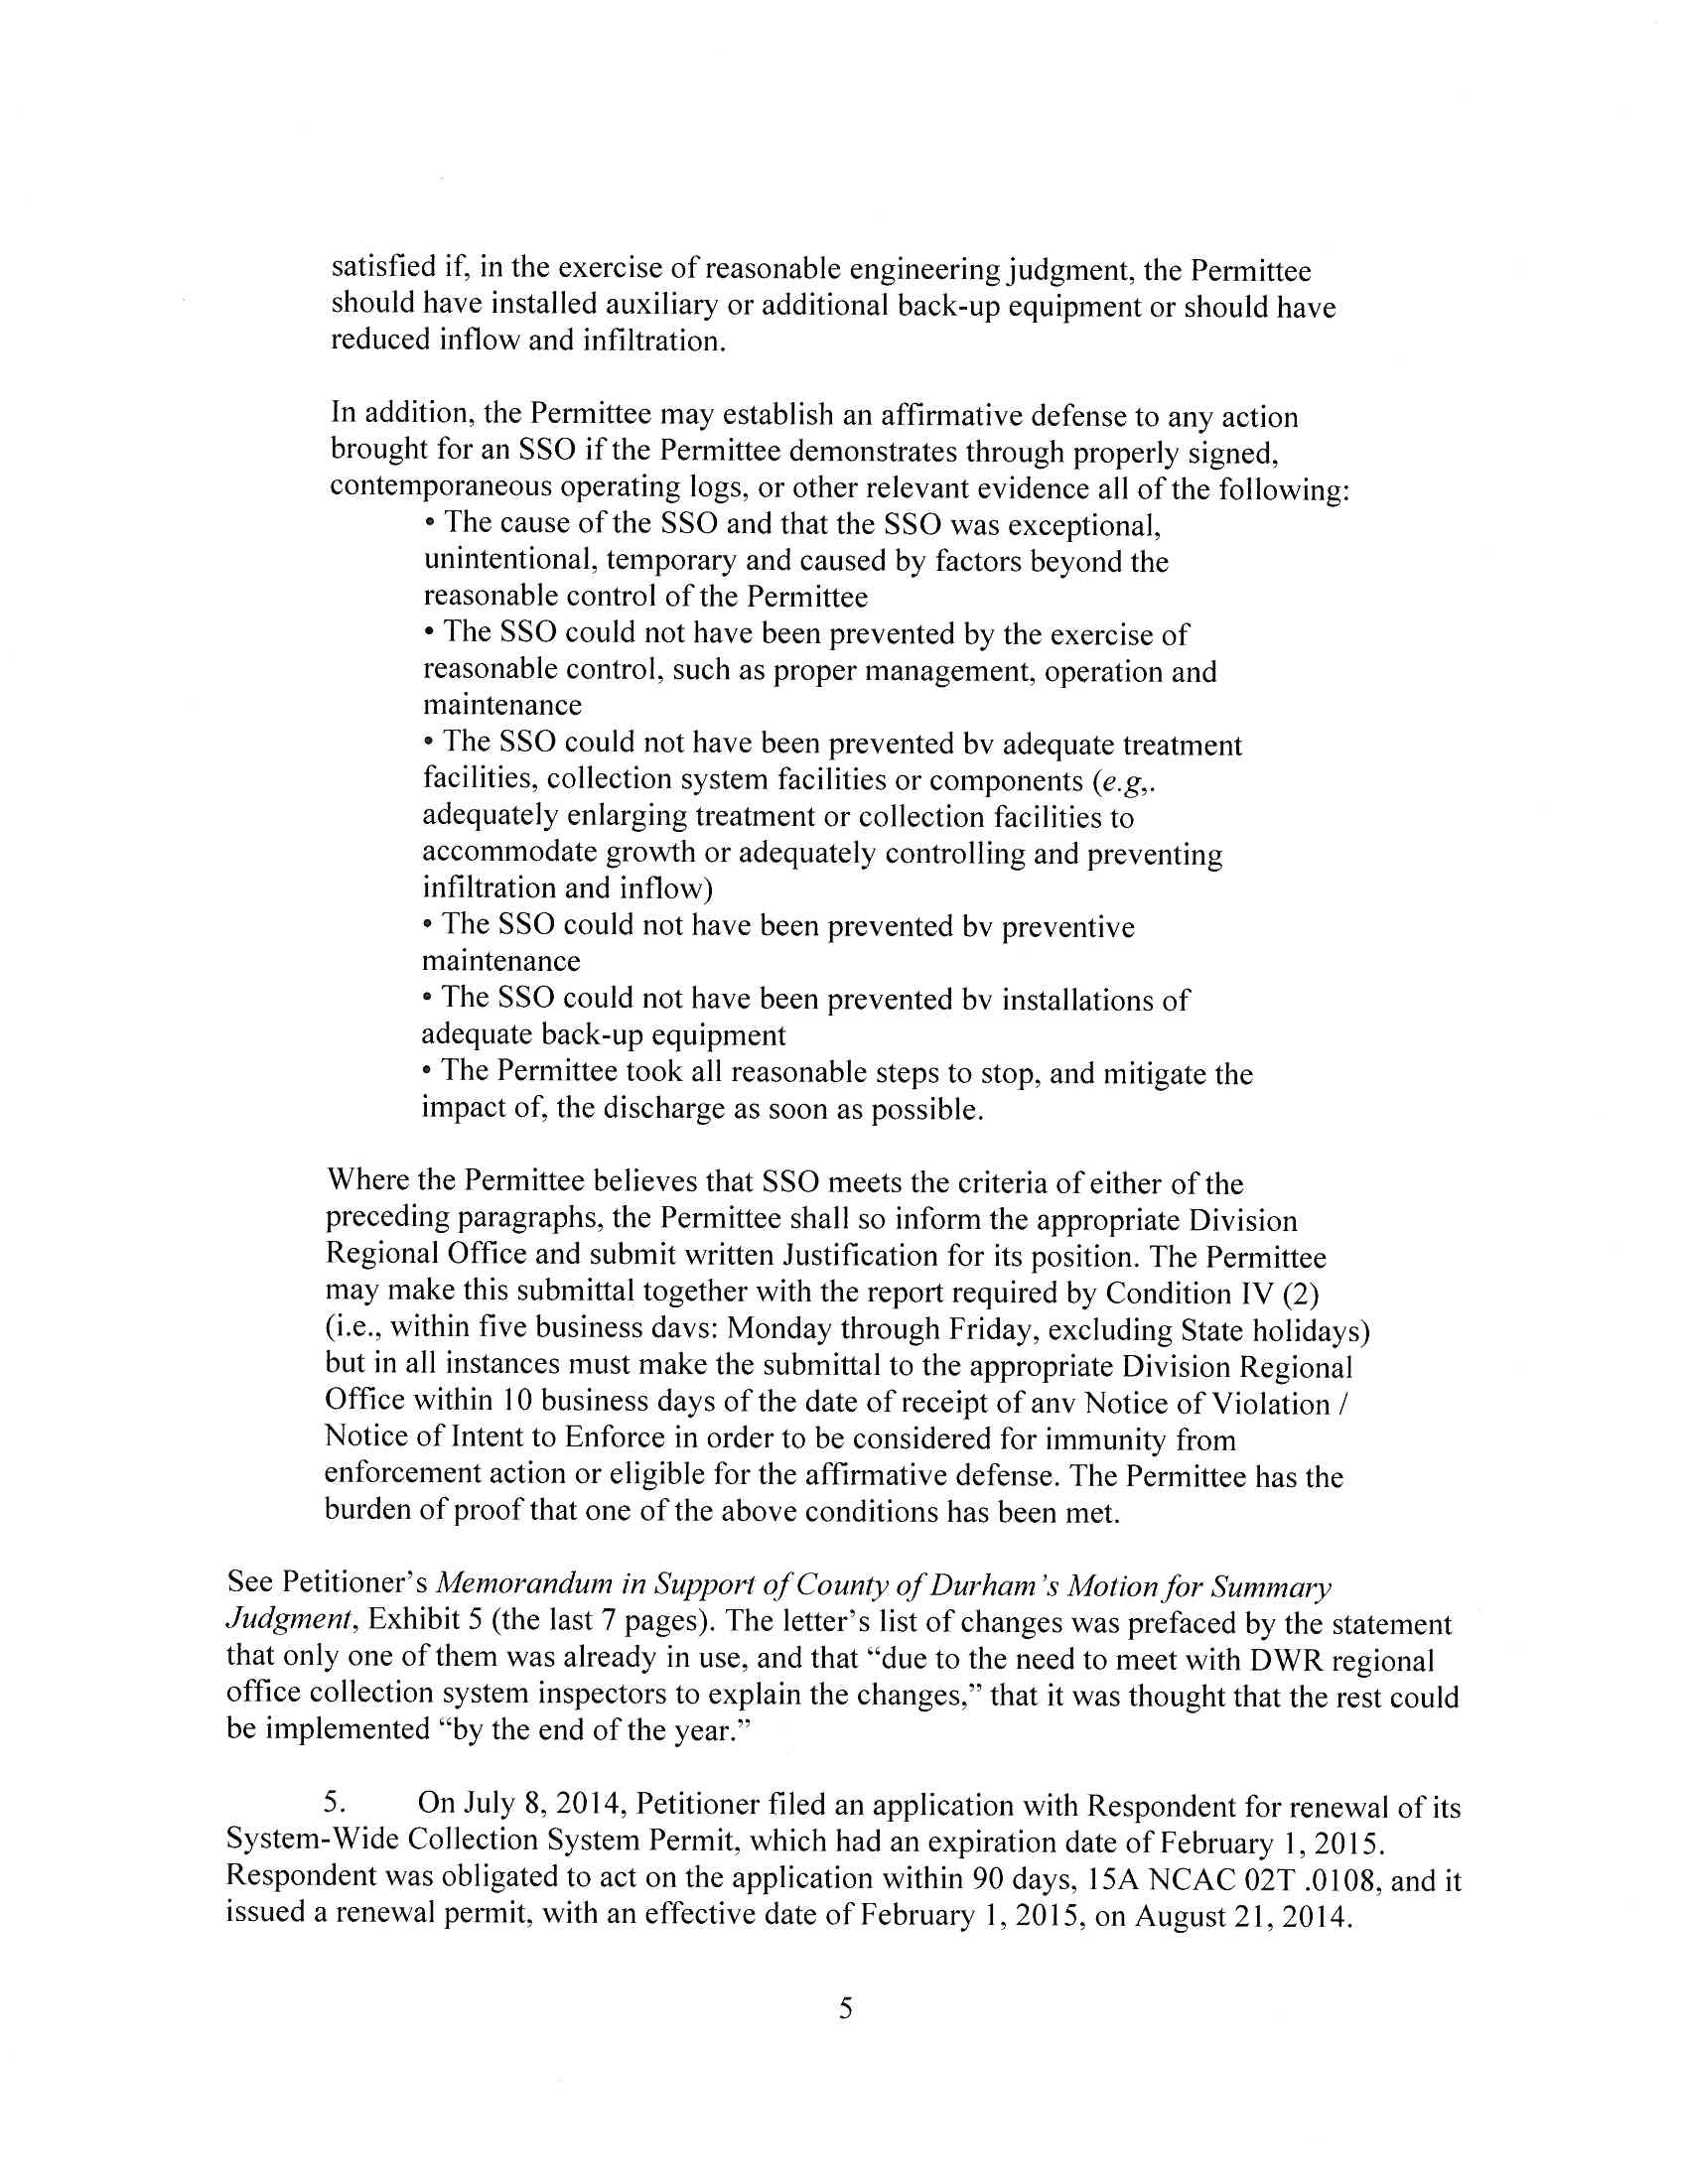 satisfied if, in the exercise of reasonable engineering judgment, the Permittee
should have installed auxiliary or additional back-up equipment or should have
reduced inflow and infiltration.
In addition, the Permittee may establish an affirmative defense to any action
brought for an SSO if the Permittee demonstrates through properly signed,
contemporaneous operating logs, or other relevant evidence all of the following:
• The cause of the SSO and that the SSO was exceptional,
unintentional, temporary and caused by factors beyond the
reasonable control of the Permittee
• The SSO could not have been prevented by the exercise of
reasonable control, such as proper management, operation and
maintenance
• The SSO could not have been prevented bv adequate treatment
facilities, collection system facilities or components (e.g,.
adequately enlarging treatment or collection facilities to
accommodate growth or adequately controlling and preventing
infiltration and inflow)
• The SSO could not have been prevented bv preventive
maintenance
• The SSO could not have been prevented bv installations of
adequate back-up equipment
• The Permittee took all reasonable steps to stop, and mitigate the
impact of, the discharge as soon as possible.
Where the Permittee believes that SSO meets the criteria of either of the
preceding paragraphs, the Permittee shall so inform the appropriate Division
Regional Office and submit written Justification for its position. The Permittee
may make this submittal together with the report required by Condition IV (2)
(i.e., within five business davs: Monday through Friday, excluding State holidays)
but in all instances must make the submittal to the appropriate Division Regional
Office within 10 business days of the date of receipt of anv Notice of Violation /
Notice of Intent to Enforce in order to be considered for immunity from
enforcement action or eligible for the affirmative defense. The Permittee has the
burden of proof that one of the above conditions has been met.
See Petitioner's Memorandum in Support of County of Durham's Motion for Summary
Judgment, Exhibit 5 (the last 7 pages). The letter's list of changes was prefaced by the statement
that only one of them was already in use, and that “due to the need to meet with DWR regional
office collection system inspectors to explain the changes,” that it was thought that the rest could
be implemented “by the end of the year.”
5. On July 8, 2014, Petitioner filed an application with Respondent for renewal of its
System-Wide Collection System Permit, which had an expiration date of February 1, 2015.
Respondent was obligated to act on the application within 90 days, 15A NCAC 02T .0108, and it
issued a renewal permit, with an effective date of February 1, 2015, on August 21, 2014.
5